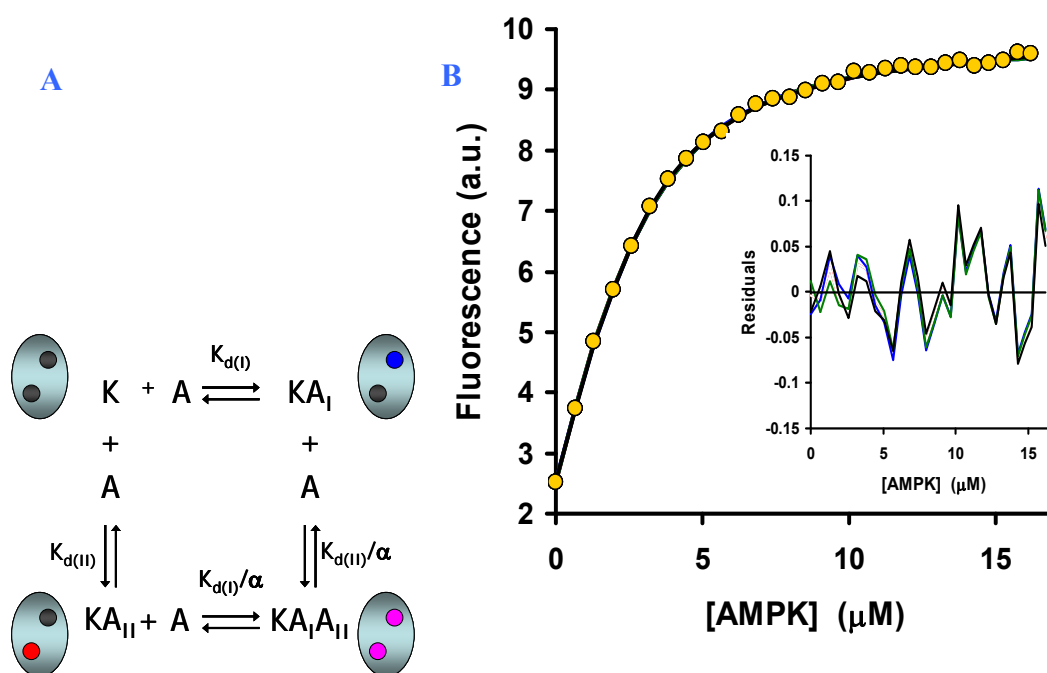 A
K + A K_d(I) KA_I
+ +
A A
K_d(II) K_d(II)/α
K_d(I)/α
KA_II + A KA_IA_II
B
10
9
8
7
6
5
4
3
2
Fluorescence (a.u.)
0 5 10 15
[AMPK] (μM)
0.15
0.1
0.05
0
-0.05
-0.1
-0.15
Residuals
0 5 10 15
[AMPK] (μM)